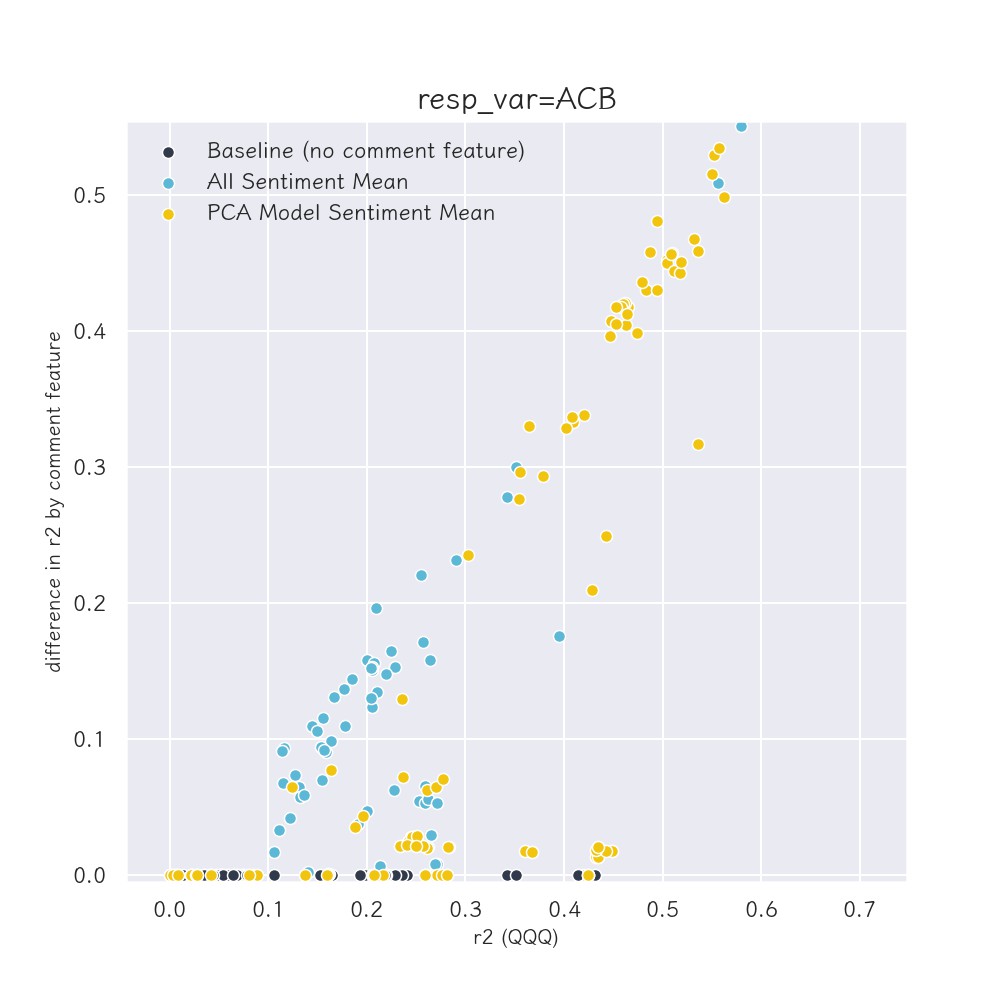 resp_var=ACB
Baseline (no comment feature)
All Sentiment Mean
PCA Model Sentiment Mean
difference in r2 by comment feature
0.5
0.4
0.3
0.2
0.1
0.0
0.0 0.1 0.2 0.3 0.4 0.5 0.6 0.7
r2 (QQQ)